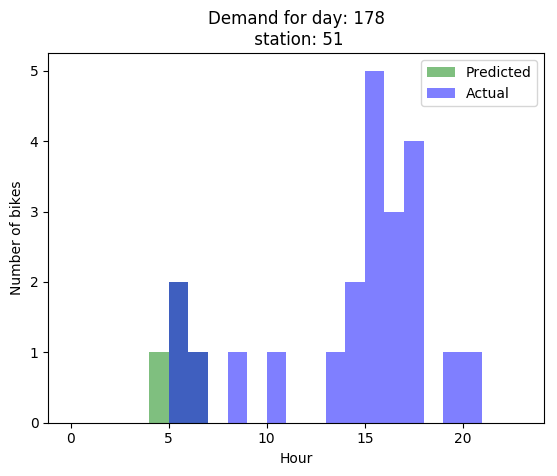 Demand for day: 178
station: 51
Predicted
Actual
Number of bikes
5
4
3
2
1
0
0
5
10
15
20
Hour